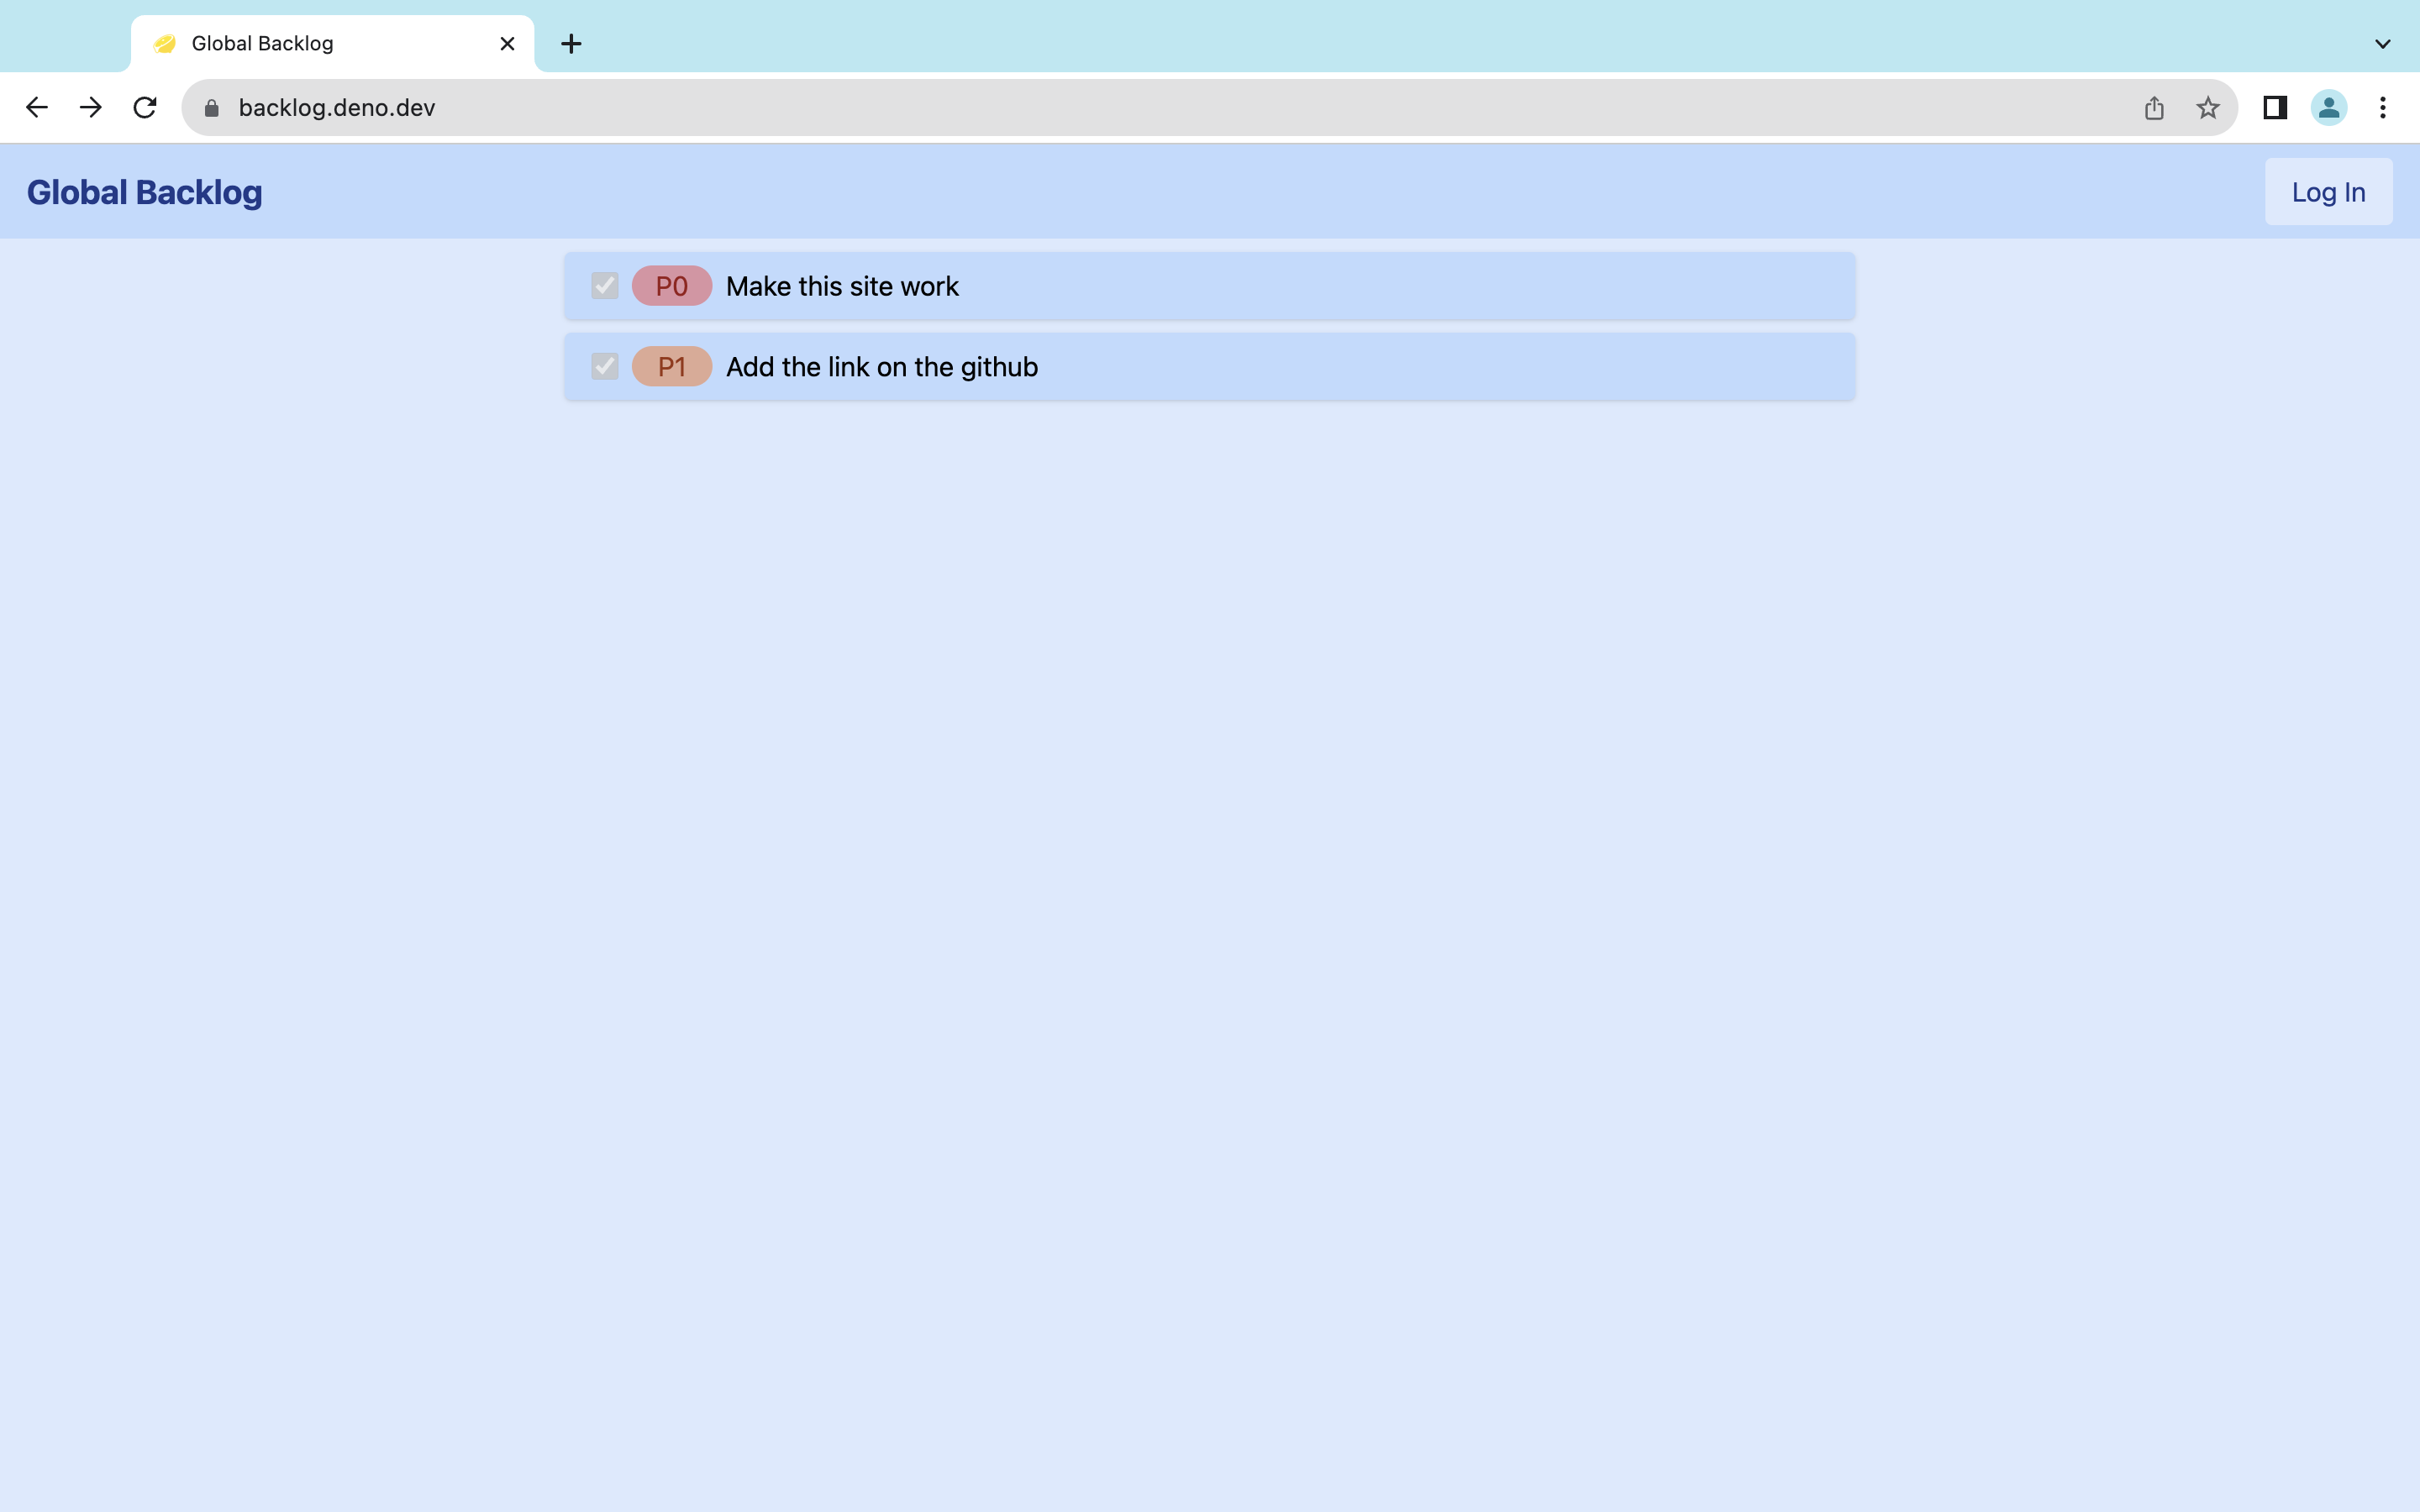 Global Backlog
backlog.deno.dev
Global Backlog
Log In
P0 Make this site work
P1 Add the link on the github